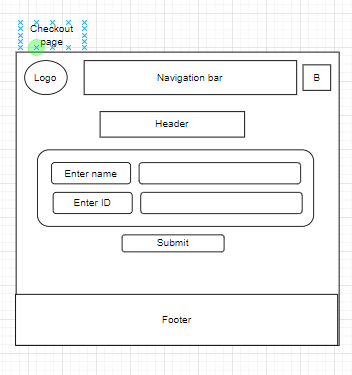 Checkout
page
Logo
Navigation bar
B
Header
Enter name
Enter ID
Submit
Footer